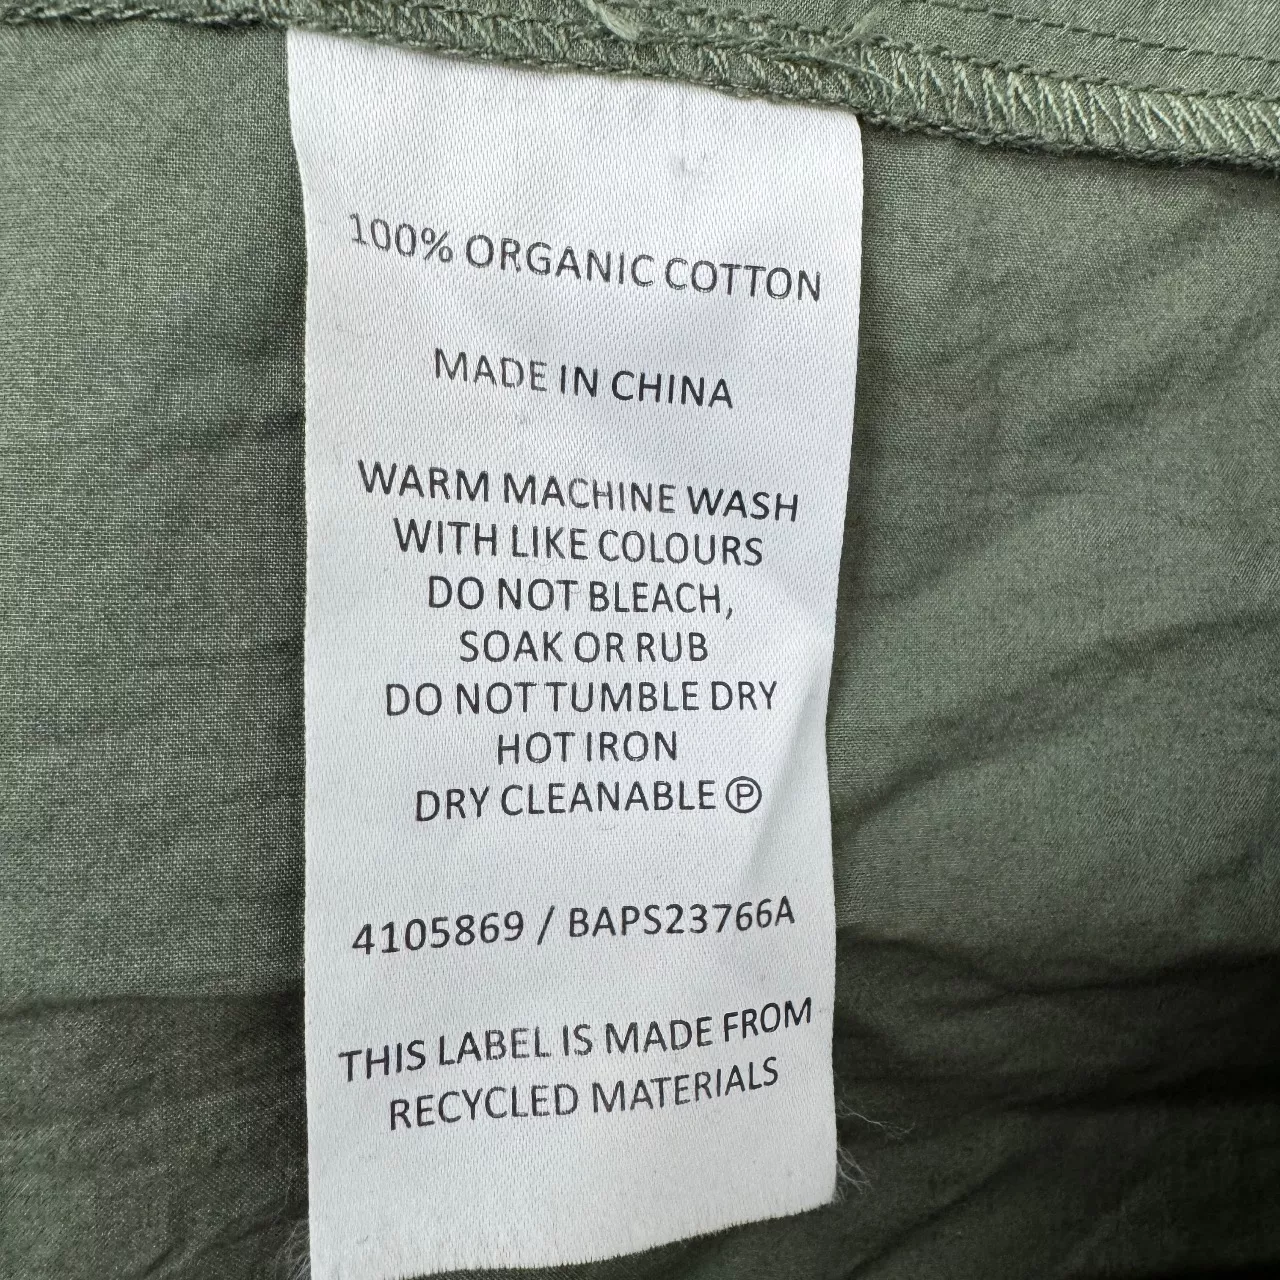 100% ORGANIC COTTON
MADE IN CHINA
WARM MACHINE WASH
WITH LIKE COLOURS
DO NOT BLEACH,
SOAK OR RUB
DO NOT TUMBLE DRY
HOT IRON
DRY CLEANABLE Ⓟ
4105869 / BAPS23766A
THIS LABEL IS MADE FROM
RECYCLED MATERIALS